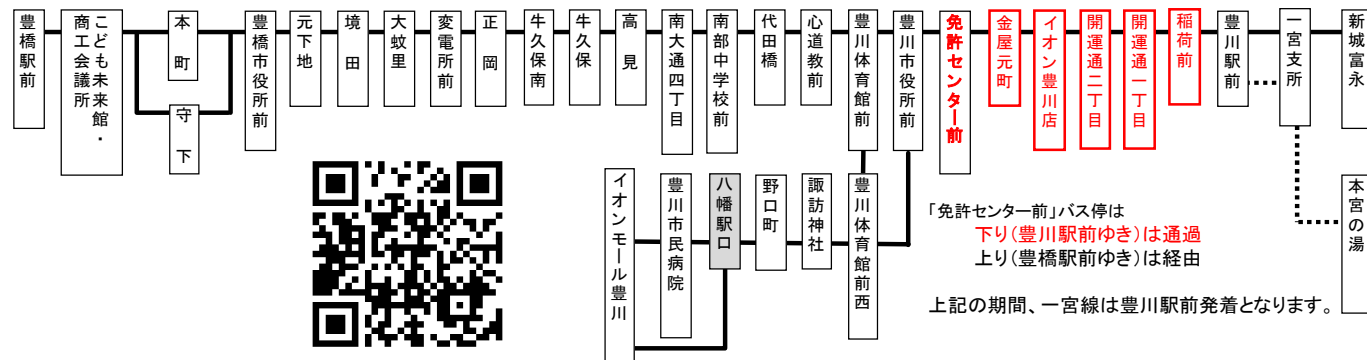 豊橋駅前
こども未来館・
商工会議所
本町
守下
豊橋市役所前
元下地
境田
大蚊里
変電所前
正岡
牛久保南
牛久保
高見
南大通四丁目
南部中学校前
代田橋
心道教前
豊川体育館前
豊川市役所前
免許センター前
金屋元町
イオン豊川店
開運通二丁目
開運通一丁目
稲荷前
豊川駅前
一宮支所
新城富永
イオンモール豊川
豊川市民病院
八幡駅口
野口町
諏訪神社
豊川体育館前西
本宮の湯
「免許センター前」バス停は
下り(豊川駅前ゆき)は通過
上り(豊橋駅前ゆき)は経由
上記の期間、一宮線は豊川駅前発着となります。